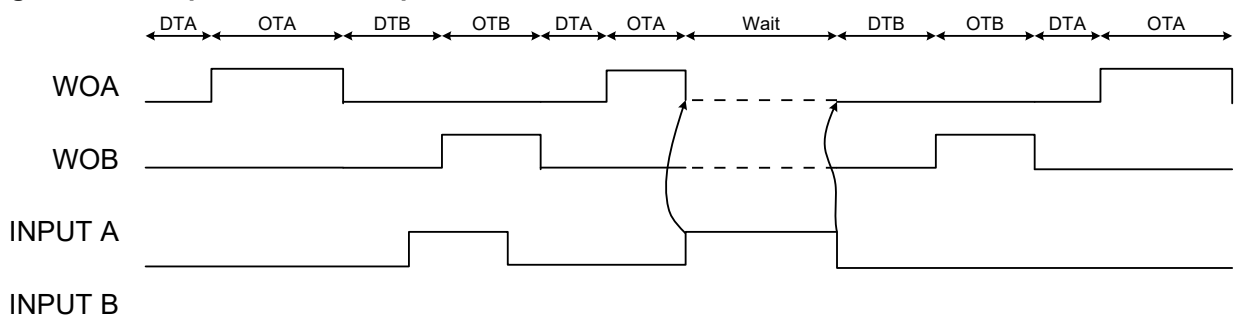 DTA OTA DTB OTB DTA OTA Wait DTB OTB DTA OTA
WOA
WOB
INPUT A
INPUT B